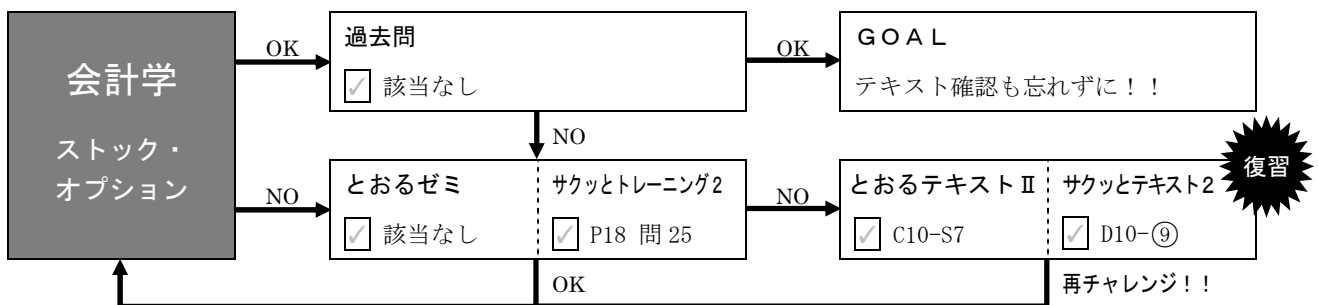 会計学
ストック・
オプション
OK
過去問
✓ 該当なし
OK
GOAL
テキスト確認も忘れずに！！
NO
NO
とおるゼミ
✓ 該当なし
サクッとトレーニング2
✓ P18 問25
NO
とおるテキストⅡ
✓ C10-S7
サクッとテキスト2
✓ D10-⑨
復習
OK
再チャレンジ！！